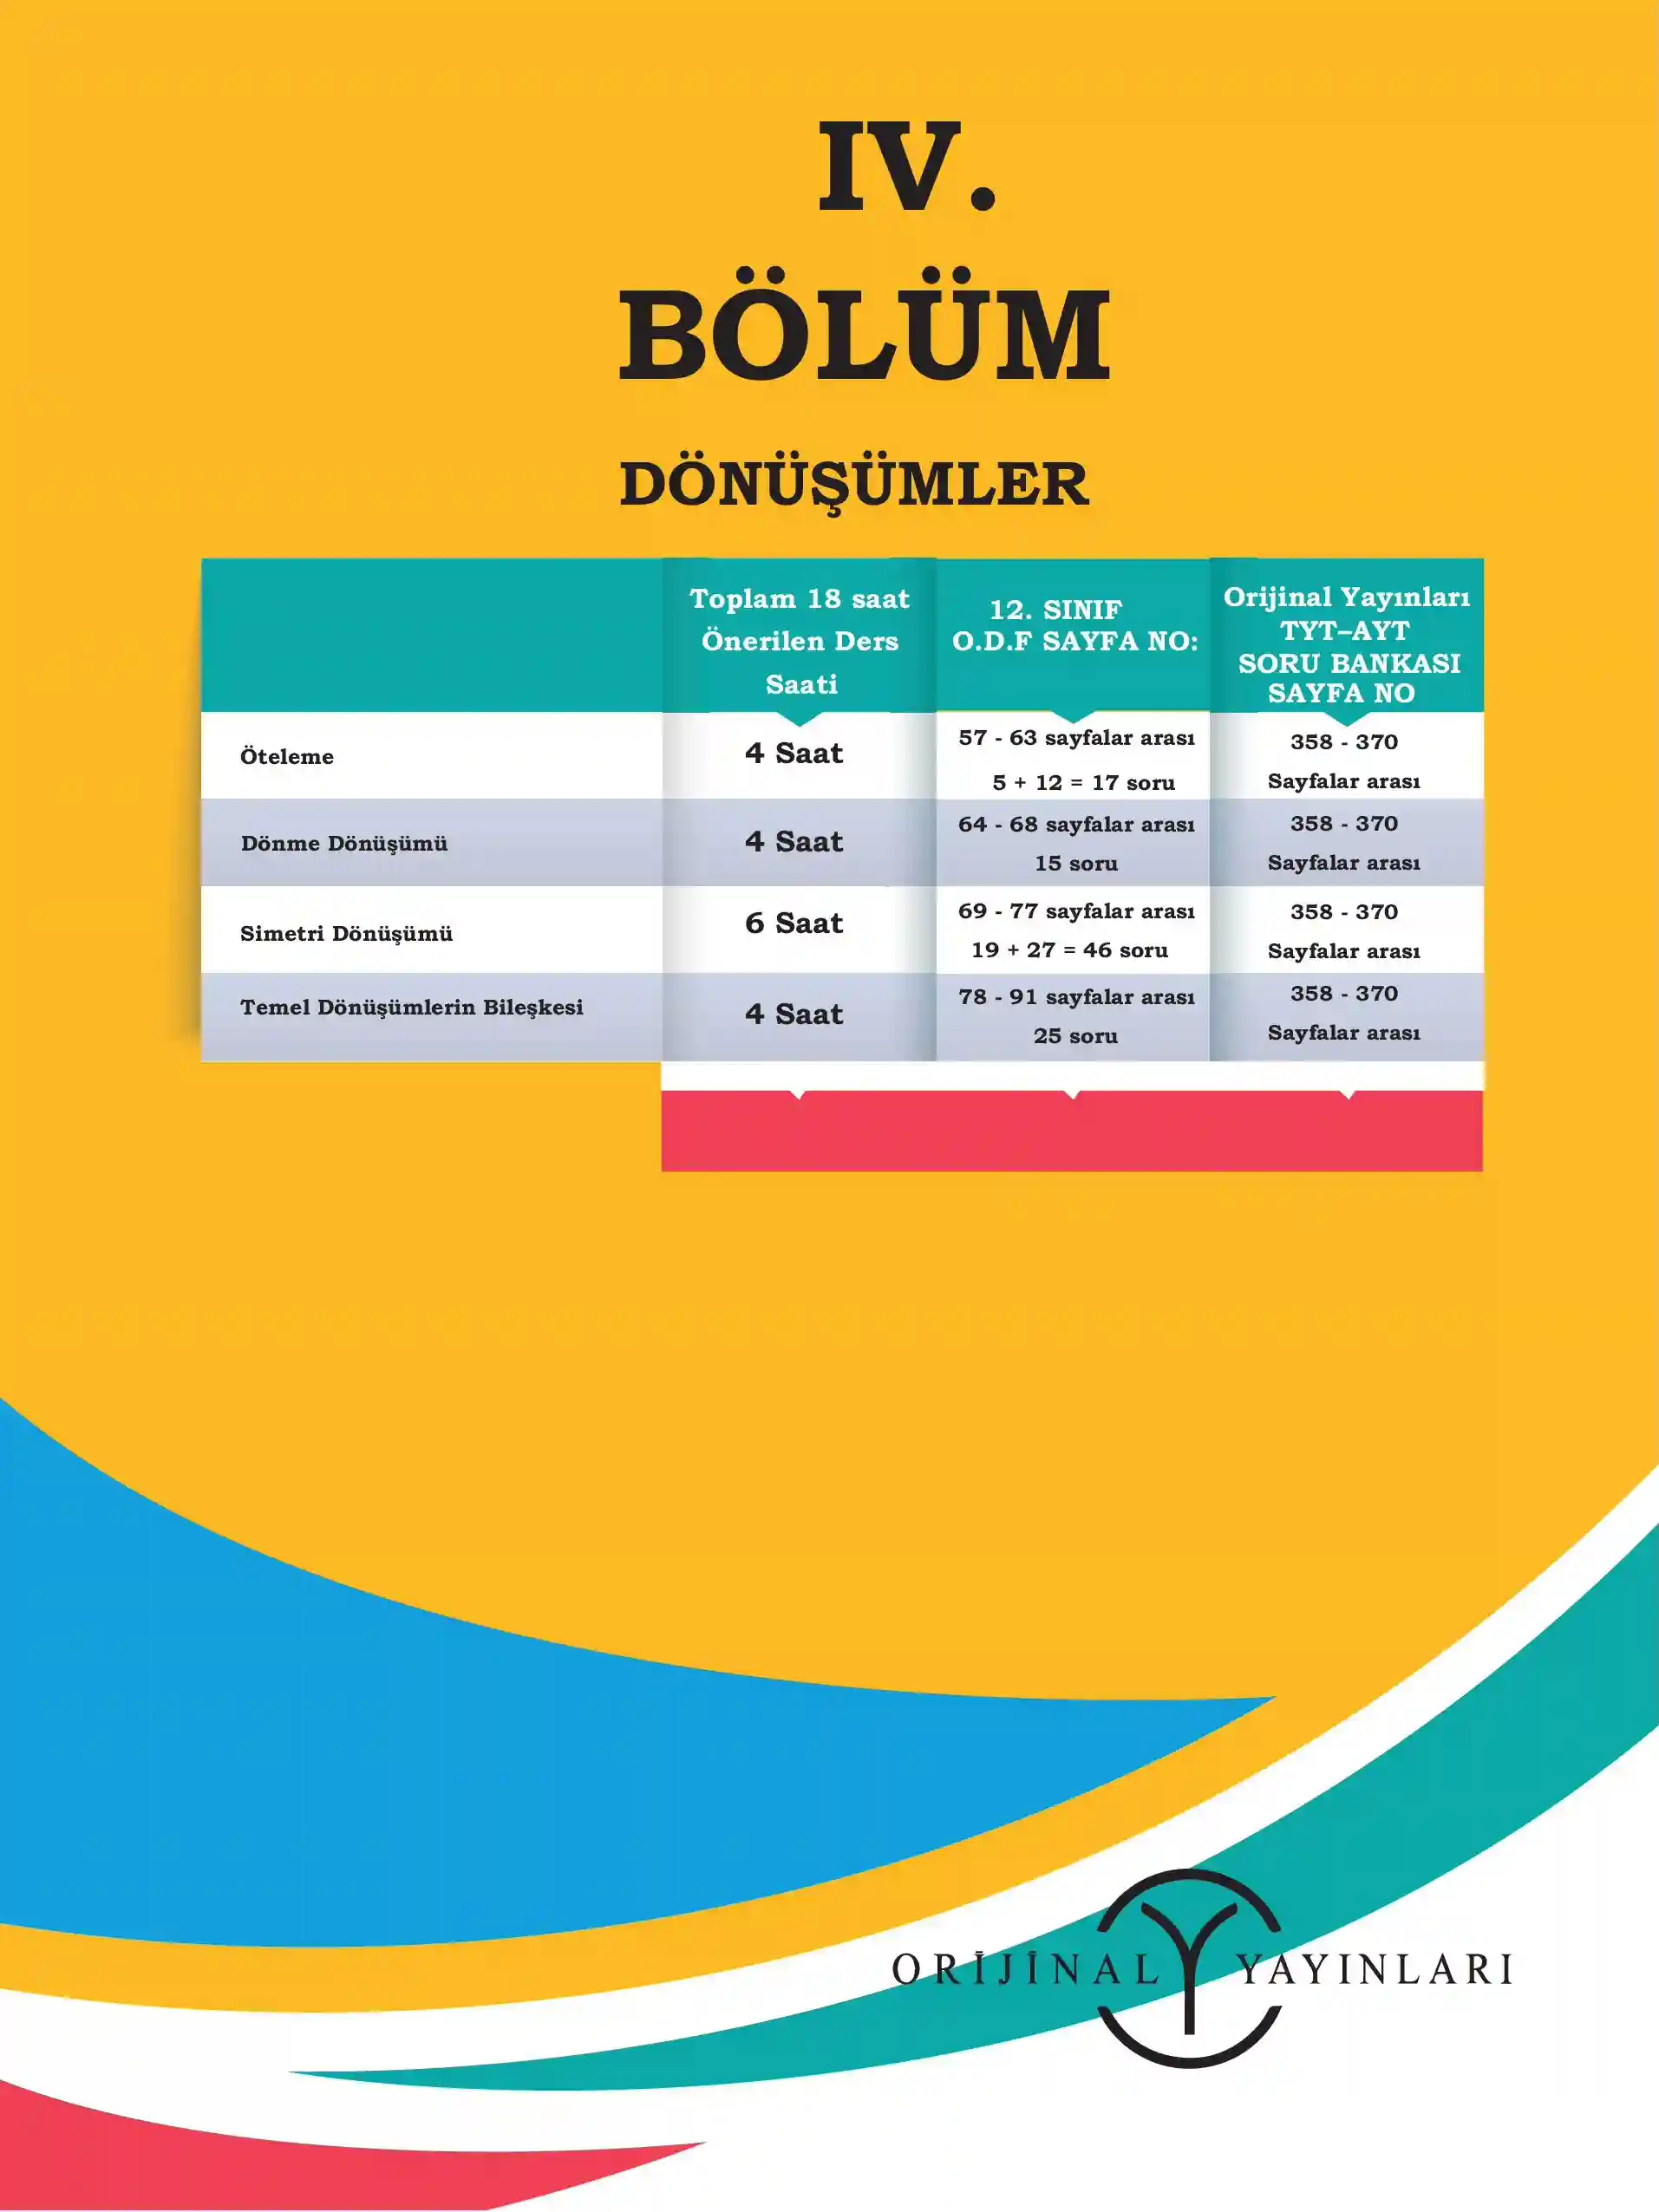 IV.
BÖLÜM
DÖNÜŞÜMLER
Toplam 18 saat
Önerilen Ders
Saati
12. SINIF
O.D.F SAYFA NO:
Orijinal Yayınları
TYT–AYT
SORU BANKASI
SAYFA NO
Öteleme
4 Saat
57 - 63 sayfalar arası
5 + 12 = 17 soru
358 - 370
Sayfalar arası
Dönme Dönüşümü
4 Saat
64 - 68 sayfalar arası
15 soru
358 - 370
Sayfalar arası
Simetri Dönüşümü
6 Saat
69 - 77 sayfalar arası
19 + 27 = 46 soru
358 - 370
Sayfalar arası
Temel Dönüşümlerin Bileşkesi
4 Saat
78 - 91 sayfalar arası
25 soru
358 - 370
Sayfalar arası
ORİJİNAL YAYINLARI